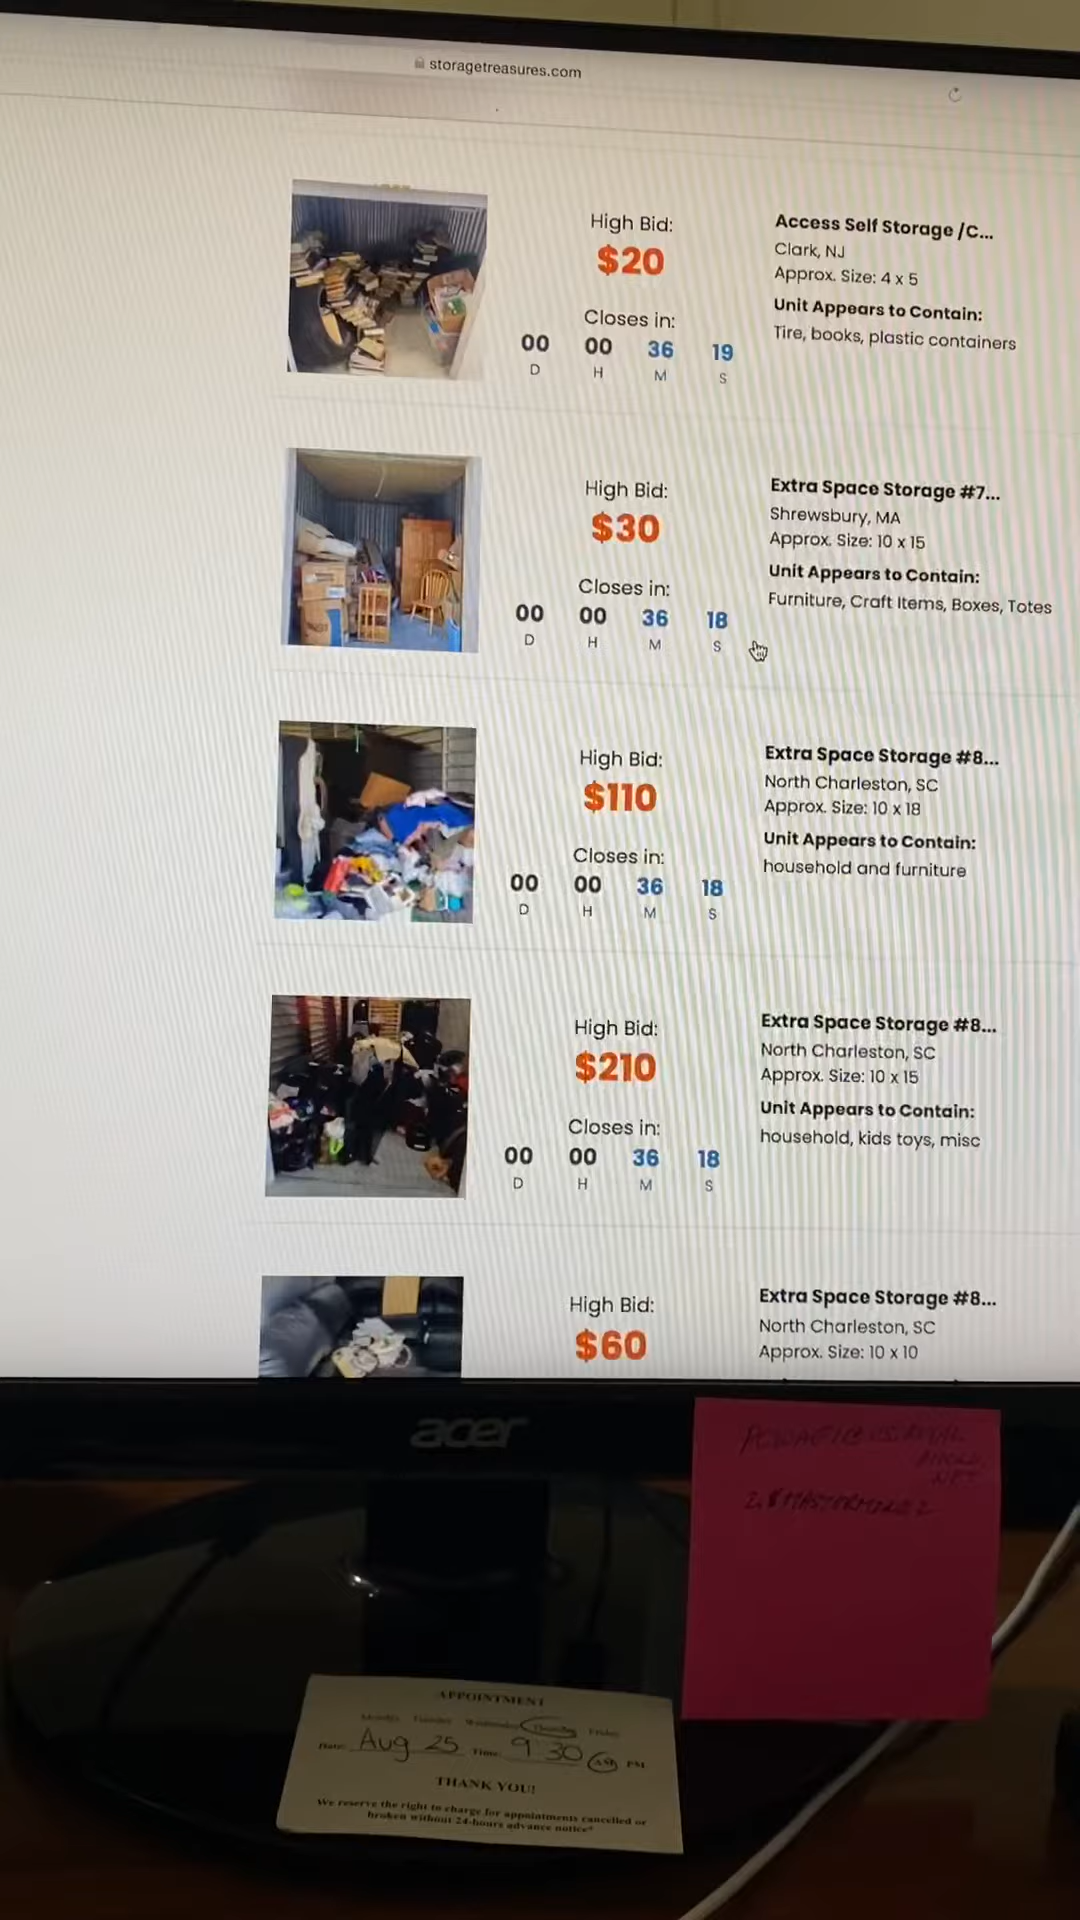 storagetreasures.com
High Bid:
$20
Closes in:
00 00 36 19
D H M S
Access Self Storage /C...
Clark, NJ
Approx. Size: 4 x 5
Unit Appears to Contain:
Tire, books, plastic containers
High Bid:
$30
Closes in:
00 00 36 18
D H M S
Extra Space Storage #7...
Shrewsbury, MA
Approx. Size: 10 x 15
Unit Appears to Contain:
Furniture, Craft Items, Boxes, Totes
High Bid:
$110
Closes in:
00 00 36 18
D H M S
Extra Space Storage #8...
North Charleston, SC
Approx. Size: 10 x 18
Unit Appears to Contain:
household and furniture
High Bid:
$210
Closes in:
00 00 36 18
D H M S
Extra Space Storage #8...
North Charleston, SC
Approx. Size: 10 x 15
Unit Appears to Contain:
household, kids toys, misc
High Bid:
$60
Extra Space Storage #8...
North Charleston, SC
Approx. Size: 10 x 10
acer
APPOINTMENT
Monday Tuesday Wednesday Thursday Friday
Date: Aug 25 Time: 9 30 AM PM
THANK YOU!
We reserve the right to charge for appointments cancelled or
broken without 24-hours advance notice*